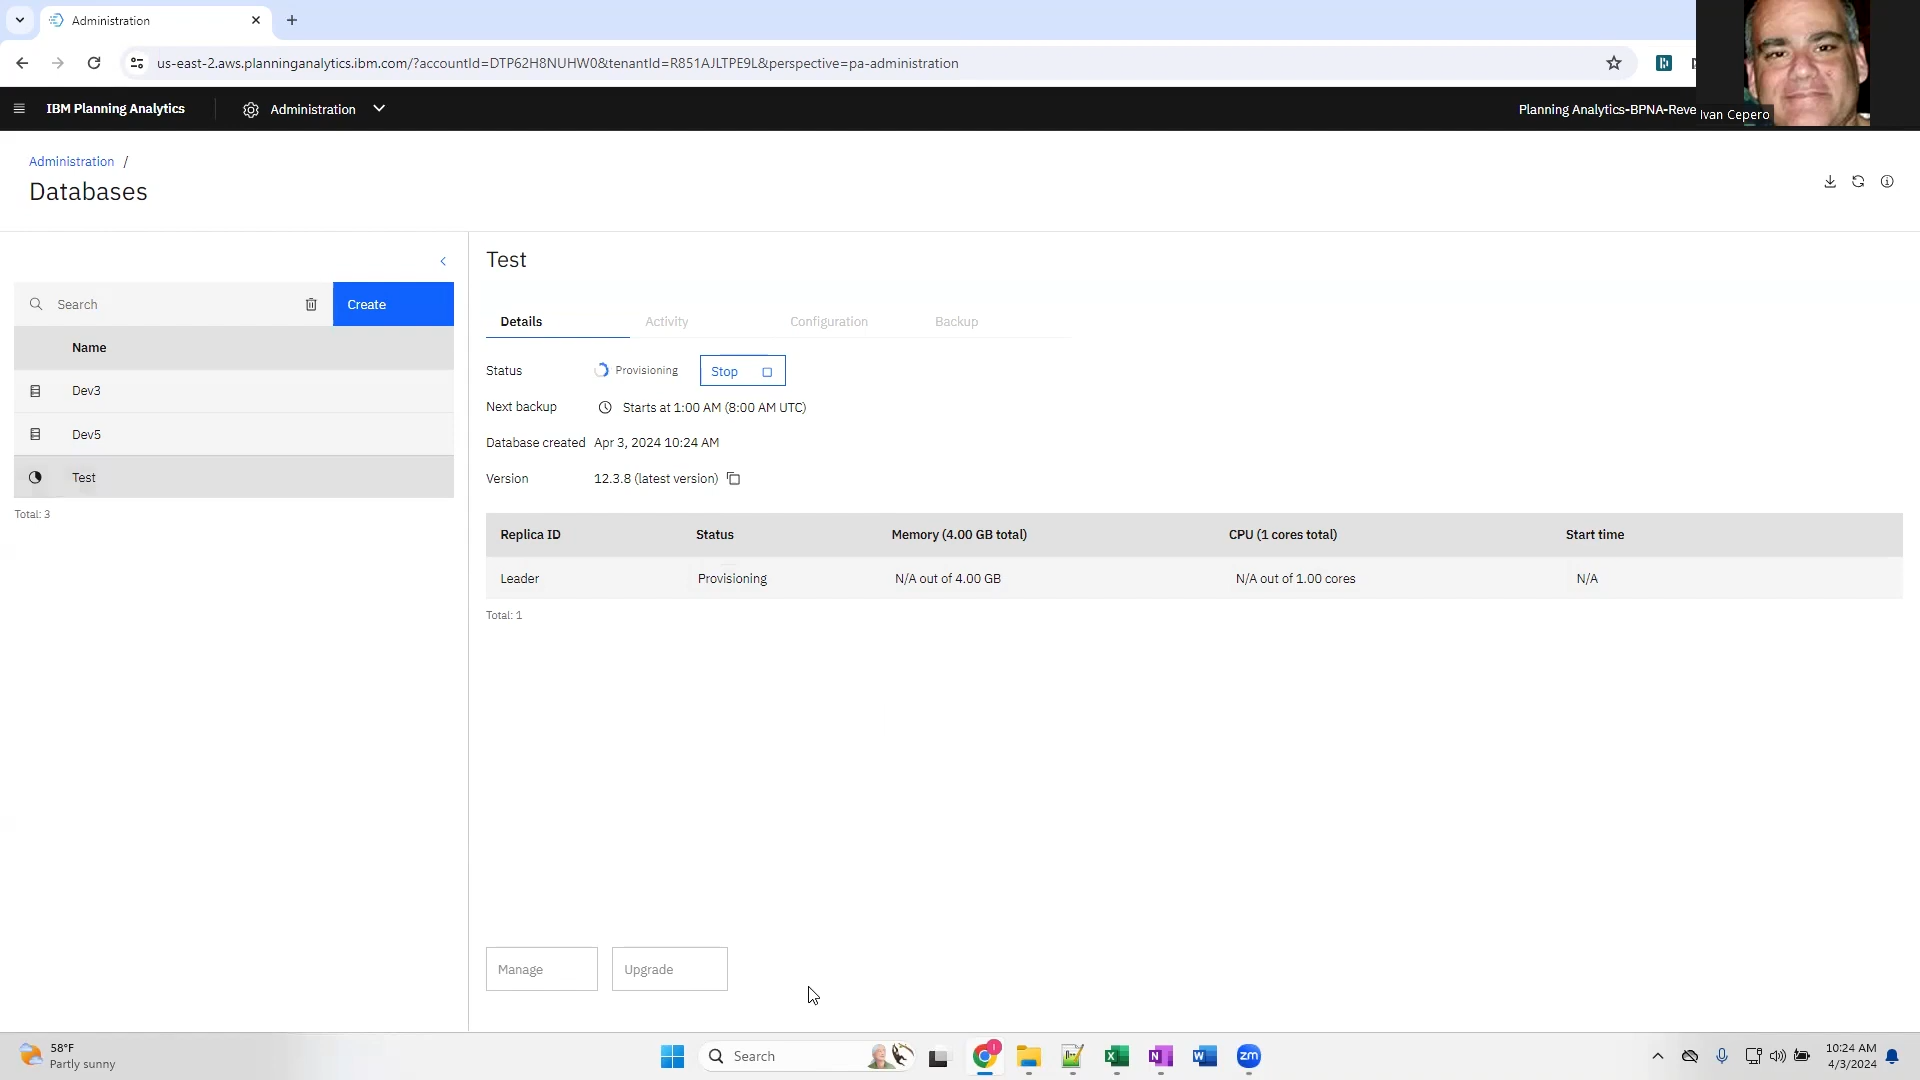 Administration
us-east-2.aws.planninganalytics.ibm.com/?accountId=DTP62H8NUHW0&tenantId=R851AJLTPE9L&perspective=pa-administration
IBM Planning Analytics
Administration
Planning Analytics-BPNA-Reve
Ivan Cepero
Administration /
Databases
Search
Create
Name
Dev3
Dev5
Test
Total: 3
Test
Details
Activity
Configuration
Backup
Status
Provisioning
Stop
Next backup
Starts at 1:00 AM (8:00 AM UTC)
Database created
Apr 3, 2024 10:24 AM
Version
12.3.8 (latest version)
Replica ID
Status
Memory (4.00 GB total)
CPU (1 cores total)
Start time
Leader
Provisioning
N/A out of 4.00 GB
N/A out of 1.00 cores
N/A
Total: 1
Manage
Upgrade
58°F
Partly sunny
Search
zm
10:24 AM
4/3/2024